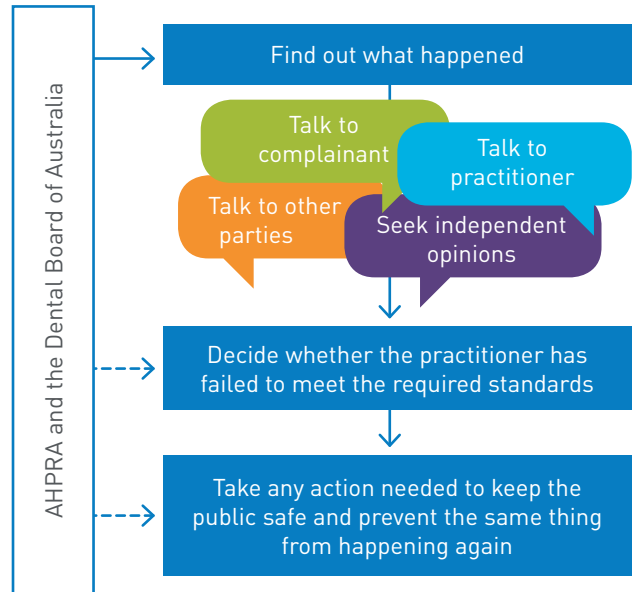 AHPRA and the Dental Board of Australia
Find out what happened
Talk to
complainant
Talk to
practitioner
Talk to other
parties
Seek independent
opinions
Decide whether the practitioner has
failed to meet the required standards
Take any action needed to keep the
public safe and prevent the same thing
from happening again